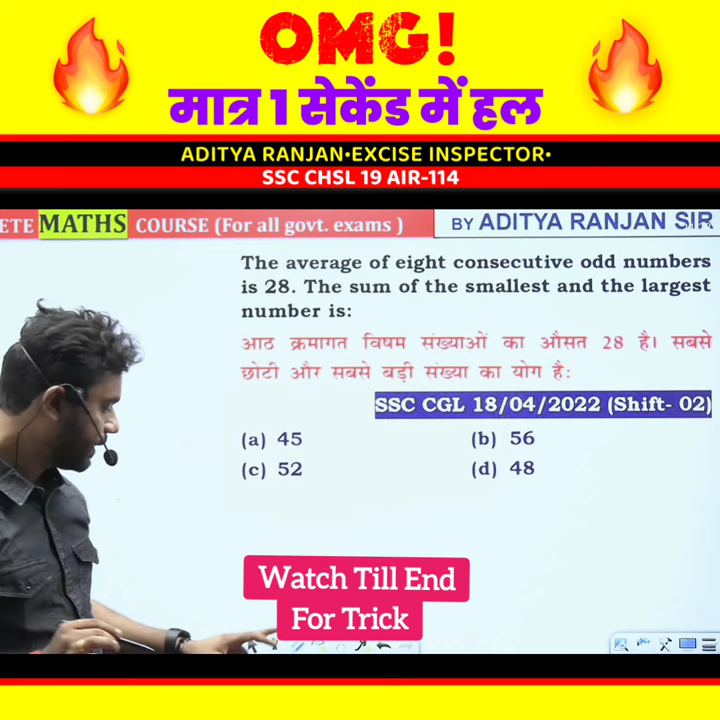 OMG!
मात्र 1 सेकेंड में हल
ADITYA RANJAN•EXCISE INSPECTOR•
SSC CHSL 19 AIR-114
ETE MATHS COURSE (For all govt. exams )
BY ADITYA RANJAN SIR
The average of eight consecutive odd numbers
is 28. The sum of the smallest and the largest
number is:
आठ क्रमागत विषम संख्याओं का औसत 28 है। सबसे
छोटी और सबसे बड़ी संख्या का योग है:
SSC CGL 18/04/2022 (Shift- 02)
(a) 45 (b) 56
(c) 52 (d) 48
Watch Till End
For Trick